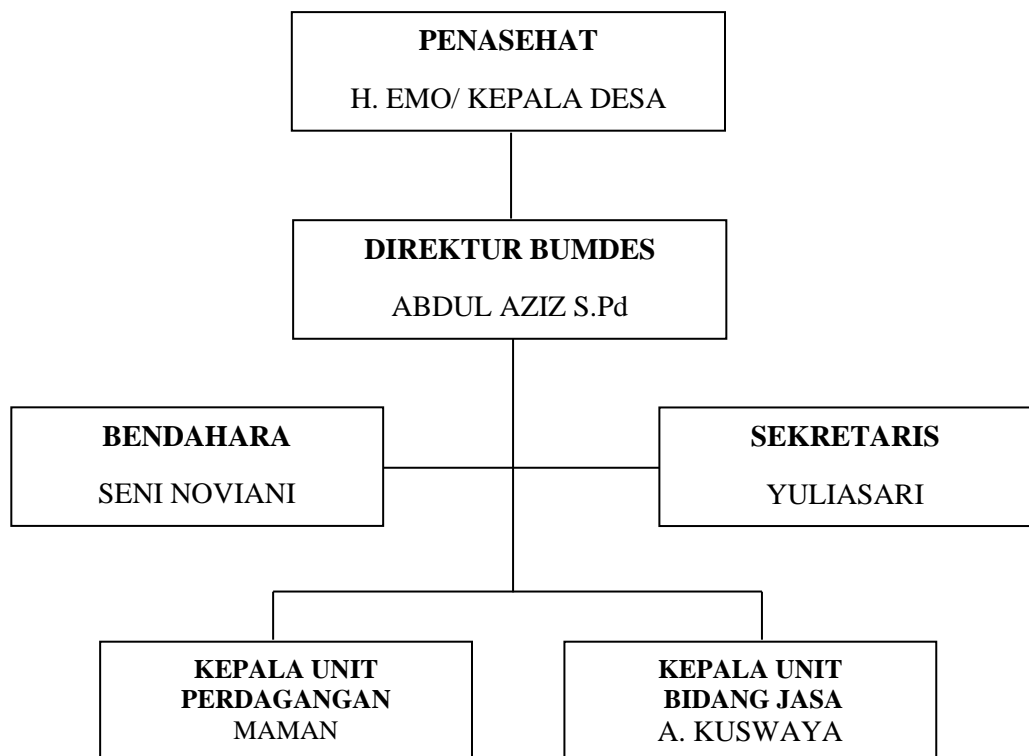 PENASEHAT
H. EMO/ KEPALA DESA
DIREKTUR BUMDES
ABDUL AZIZ S.Pd
BENDAHARA
SENI NOVIANI
SEKRETARIS
YULIASARI
KEPALA UNIT
PERDAGANGAN
MAMAN
KEPALA UNIT
BIDANG JASA
A. KUSWAYA